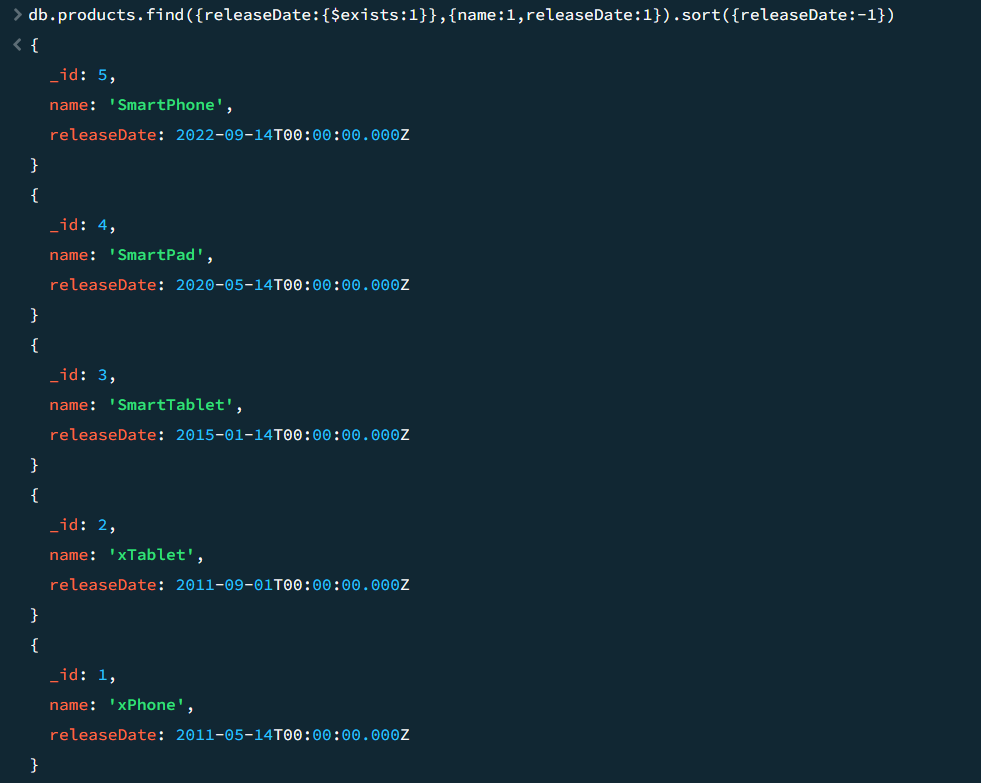 > db.products.find({releaseDate:{$exists:1}},{name:1,releaseDate:1}).sort({releaseDate:-1})
< {
_id: 5,
name: 'SmartPhone',
releaseDate: 2022-09-14T00:00:00.000Z
}
{
_id: 4,
name: 'SmartPad',
releaseDate: 2020-05-14T00:00:00.000Z
}
{
_id: 3,
name: 'SmartTablet',
releaseDate: 2015-01-14T00:00:00.000Z
}
{
_id: 2,
name: 'xTablet',
releaseDate: 2011-09-01T00:00:00.000Z
}
{
_id: 1,
name: 'xPhone',
releaseDate: 2011-05-14T00:00:00.000Z
}